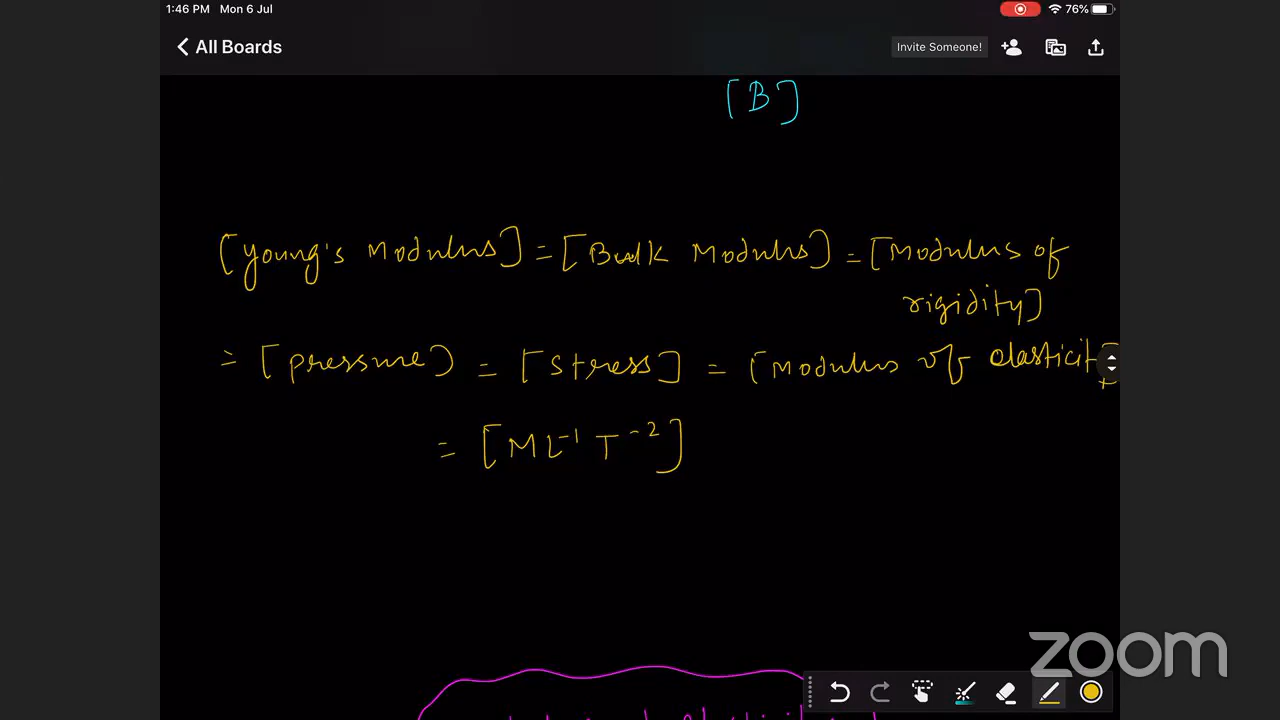 1:46 PM Mon 6 Jul
76%
All Boards
Invite Someone!
[B]
[Young's Modulus] = [Bulk Modulus] = [Modulus of
rigidity]
= [pressure] = [stress] = [Modulus of elasticity]
= [ML⁻¹ T⁻²]
zoom